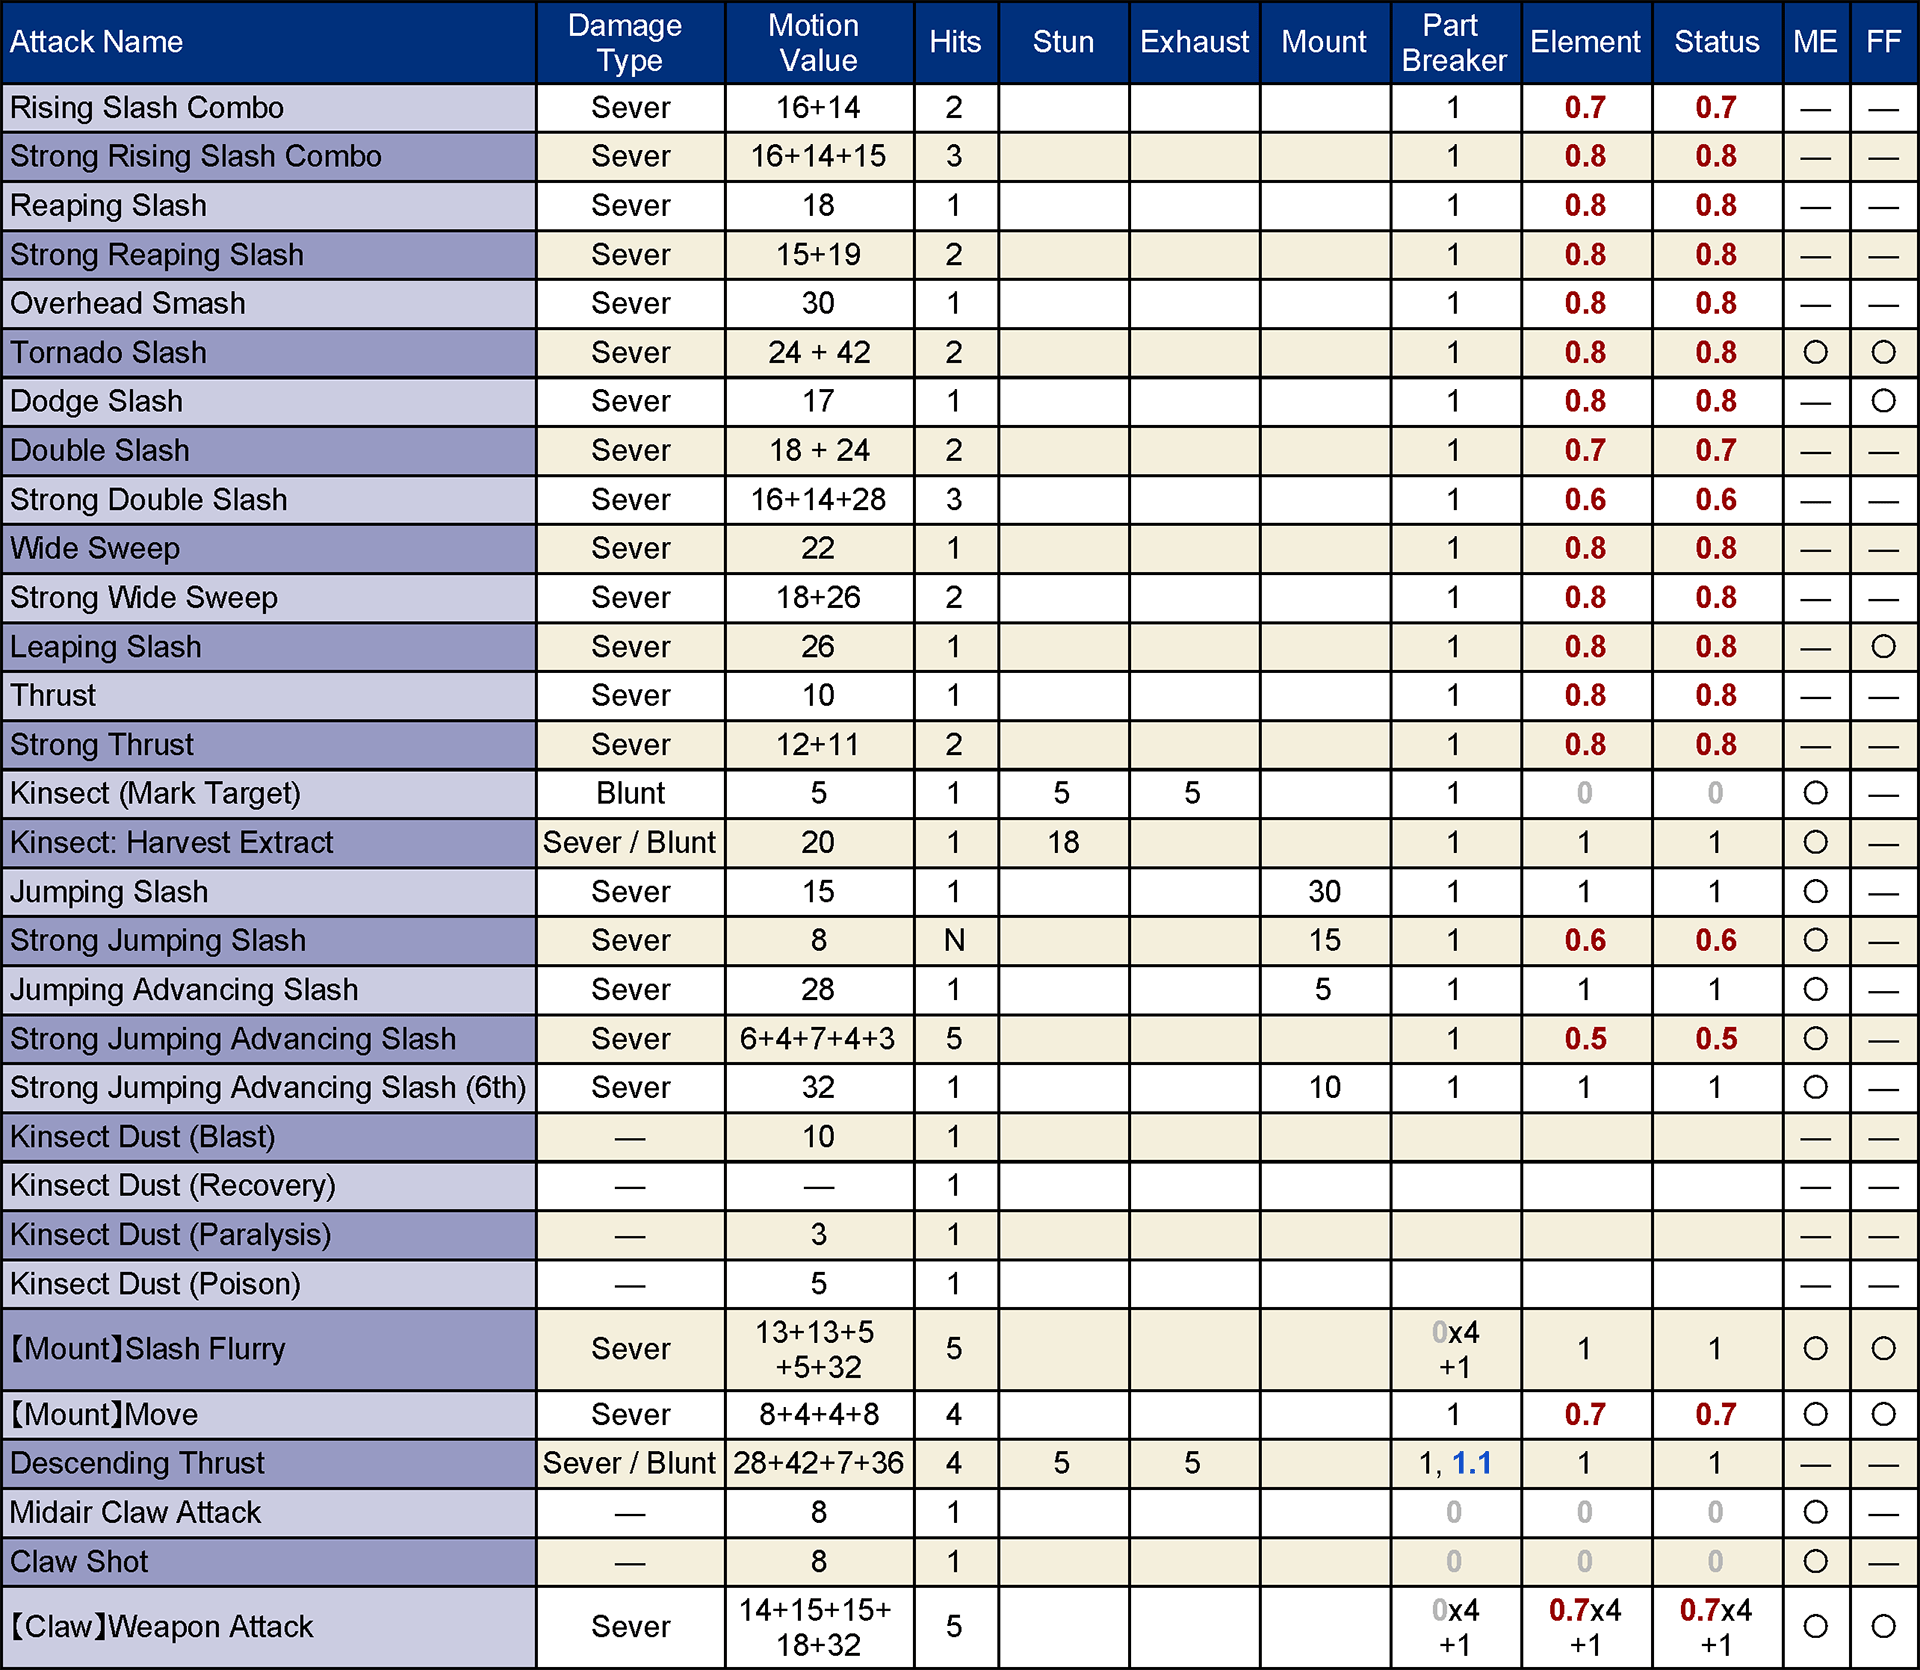 Attack Name Damage Type Motion Value Hits Stun Exhaust Mount Part Breaker Element Status ME FF
Rising Slash Combo Sever 16+14 2 1 0.7 0.7 — —
Strong Rising Slash Combo Sever 16+14+15 3 1 0.8 0.8 — —
Reaping Slash Sever 18 1 1 0.8 0.8 — —
Strong Reaping Slash Sever 15+19 2 1 0.8 0.8 — —
Overhead Smash Sever 30 1 1 0.8 0.8 — —
Tornado Slash Sever 24 + 42 2 1 0.8 0.8 ○ ○
Dodge Slash Sever 17 1 1 0.8 0.8 — ○
Double Slash Sever 18 + 24 2 1 0.7 0.7 — —
Strong Double Slash Sever 16+14+28 3 1 0.6 0.6 — —
Wide Sweep Sever 22 1 1 0.8 0.8 — —
Strong Wide Sweep Sever 18+26 2 1 0.8 0.8 — —
Leaping Slash Sever 26 1 1 0.8 0.8 — ○
Thrust Sever 10 1 1 0.8 0.8 — —
Strong Thrust Sever 12+11 2 1 0.8 0.8 — —
Kinsect (Mark Target) Blunt 5 1 5 5 1 0 0 ○ —
Kinsect: Harvest Extract Sever / Blunt 20 1 18 1 1 1 ○ —
Jumping Slash Sever 15 1 30 1 1 1 ○ —
Strong Jumping Slash Sever 8 N 15 1 0.6 0.6 ○ —
Jumping Advancing Slash Sever 28 1 5 1 1 1 ○ —
Strong Jumping Advancing Slash Sever 6+4+7+4+3 5 1 0.5 0.5 ○ —
Strong Jumping Advancing Slash (6th) Sever 32 1 10 1 1 1 ○ —
Kinsect Dust (Blast) — 10 1 — —
Kinsect Dust (Recovery) — — 1 — —
Kinsect Dust (Paralysis) — 3 1 — —
Kinsect Dust (Poison) — 5 1 — —
【Mount】Slash Flurry Sever 13+13+5 +5+32 5 0x4 +1 1 1 ○ ○
【Mount】Move Sever 8+4+4+8 4 1 0.7 0.7 ○ ○
Descending Thrust Sever / Blunt 28+42+7+36 4 5 5 1, 1.1 1 1 — —
Midair Claw Attack — 8 1 0 0 0 ○ —
Claw Shot — 8 1 0 0 0 ○ —
【Claw】Weapon Attack Sever 14+15+15+ 18+32 5 0x4 +1 0.7x4 +1 0.7x4 +1 ○ ○